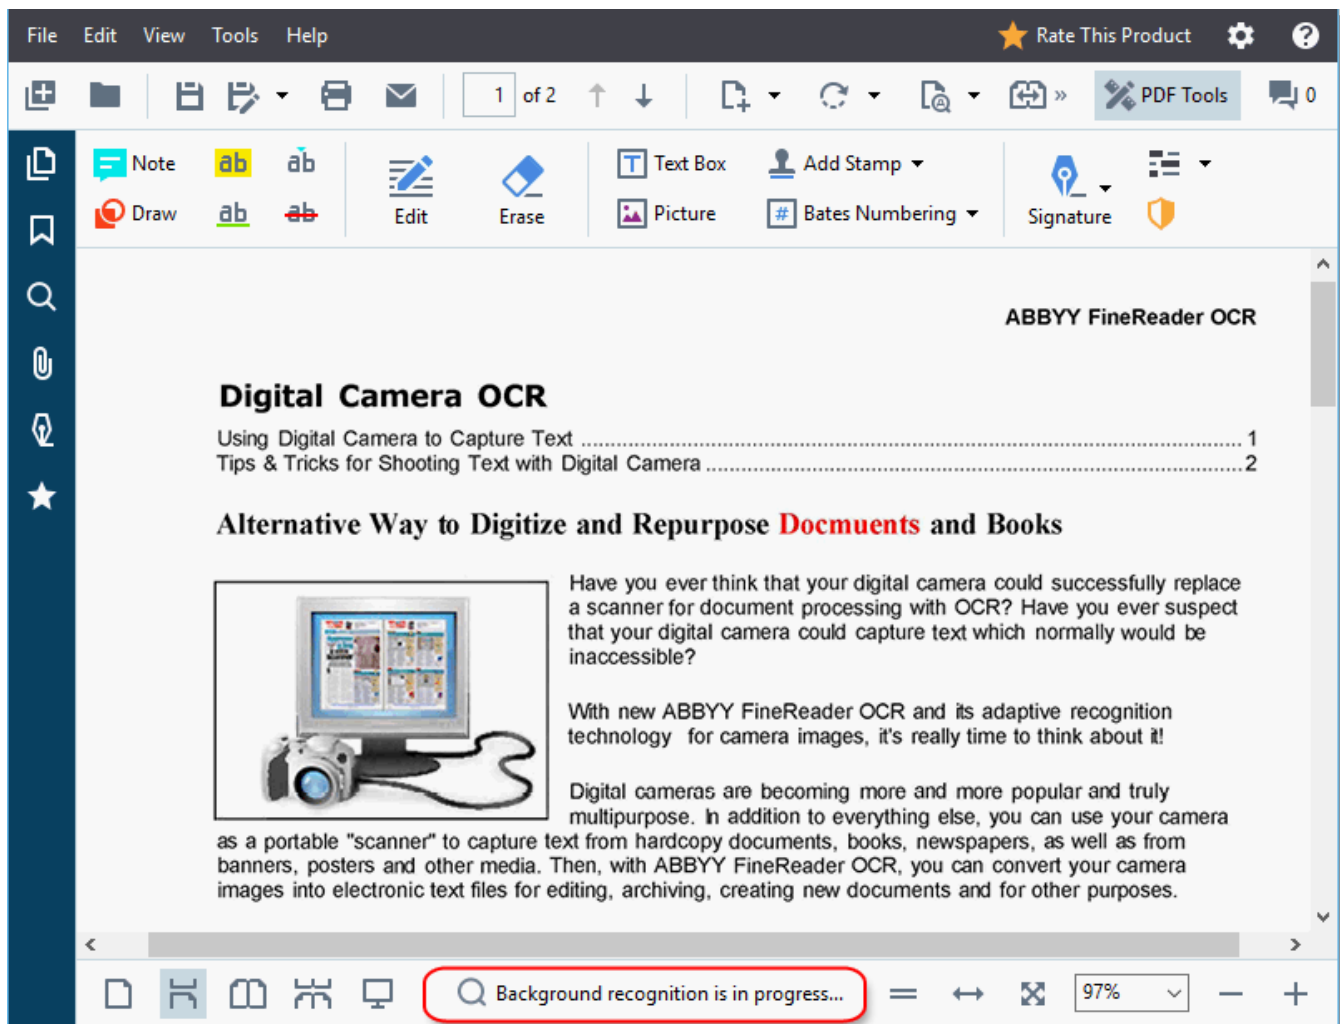 File Edit View Tools Help Rate This Product
1 of 2 PDF Tools 0
Note ab ab Text Box Add Stamp
Draw ab ab Edit Erase Picture # Bates Numbering Signature
ABBYY FineReader OCR
Digital Camera OCR
Using Digital Camera to Capture Text ........ 1
Tips & Tricks for Shooting Text with Digital Camera ........ 2
Alternative Way to Digitize and Repurpose Docmuents and Books
Have you ever think that your digital camera could successfully replace
a scanner for document processing with OCR? Have you ever suspect
that your digital camera could capture text which normally would be
inaccessible?
With new ABBYY FineReader OCR and its adaptive recognition
technology for camera images, it's really time to think about it!
Digital cameras are becoming more and more popular and truly
multipurpose. In addition to everything else, you can use your camera
as a portable "scanner" to capture text from hardcopy documents, books, newspapers, as well as from
banners, posters and other media. Then, with ABBYY FineReader OCR, you can convert your camera
images into electronic text files for editing, archiving, creating new documents and for other purposes.
Background recognition is in progress... 97%